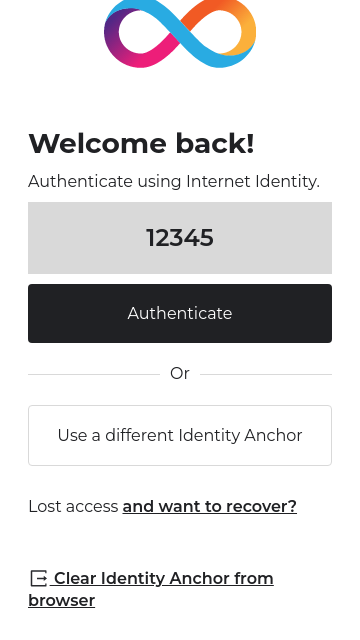 Welcome back!
Authenticate using Internet Identity.
12345
Authenticate
Or
Use a different Identity Anchor
Lost access and want to recover?
Clear Identity Anchor from
browser